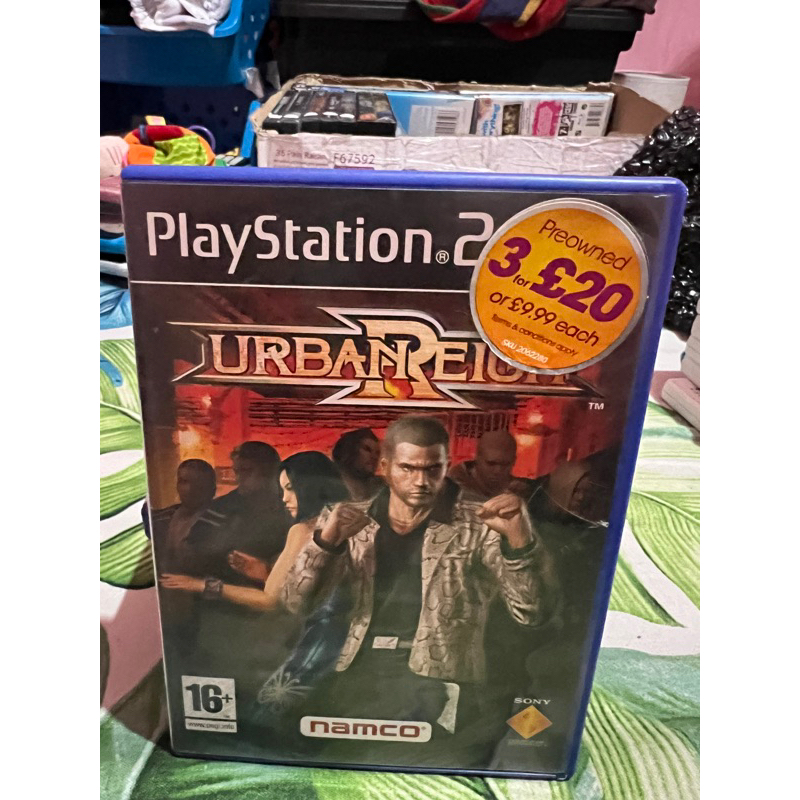 F67592
PlayStation®2
Preowned
3 for £20
or £9.99 each
Terms & conditions apply
URBAN REIGN
TM
16+
www.pegi.info
namco®
SONY